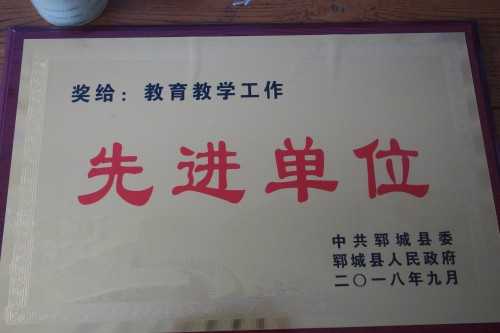 奖给：教育教学工作
先进单位
中共郓城县委
郓城县人民政府
二〇一八年九月